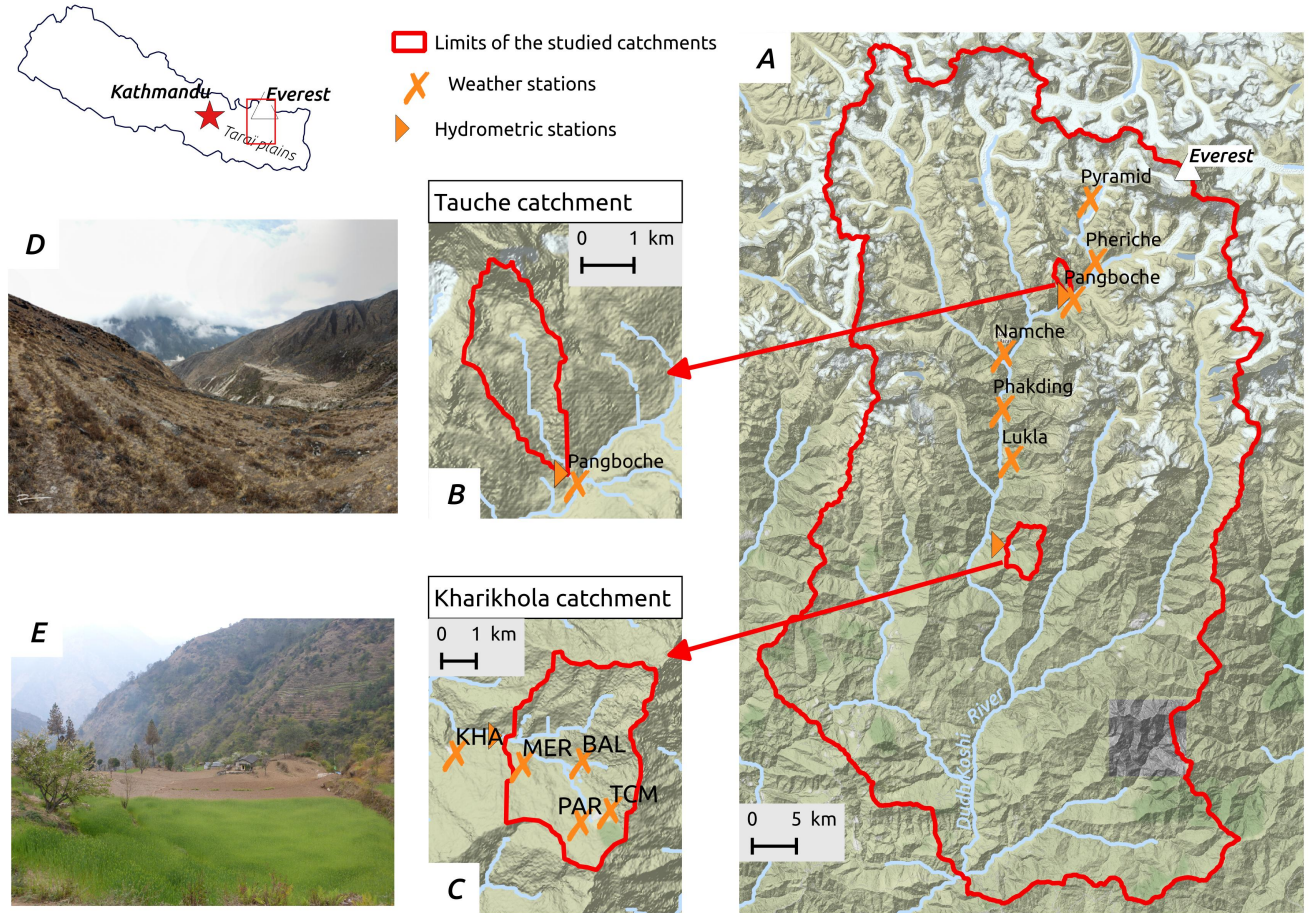 Kathmandu
Everest
Taraï plains
Limits of the studied catchments
Weather stations
Hydrometric stations
A
Everest
Pyramid
Pheriche
Pangboche
Namche
Phakding
Lukla
Dudh Koshi River
0 5 km
Tauche catchment
0 1 km
Pangboche
B
Kharikhola catchment
0 1 km
KHA
MER
BAL
PAR
TCM
C
D
E